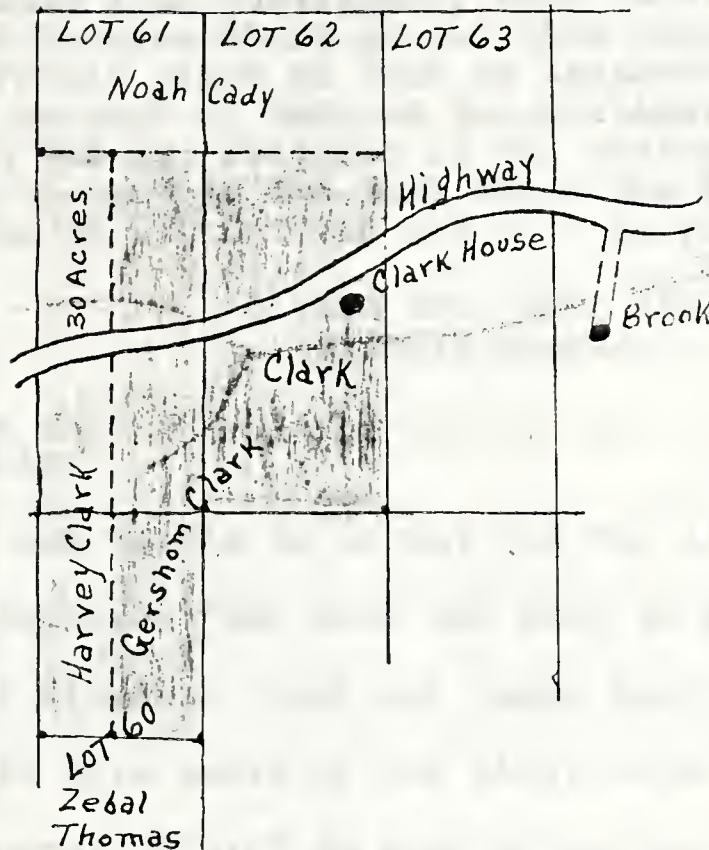 LOT 61 LOT 62 LOT 63
Noah Cady
30 Acres
Highway
Clark House
Brook
Clark
Harvey Clark
Gershom Clark
LOT 60
Zebal
Thomas